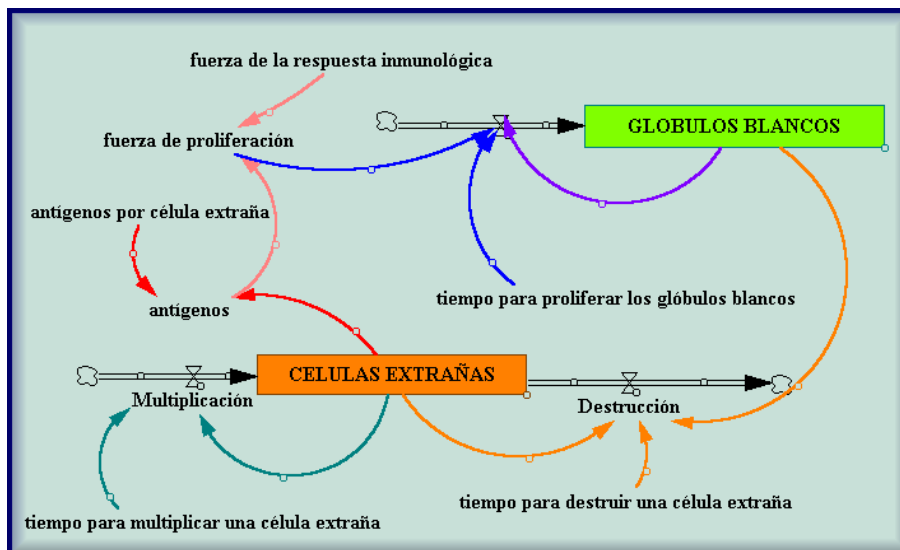 fuerza de la respuesta inmunológica
GLOBULOS BLANCOS
fuerza de proliferación
antígenos por célula extraña
tiempo para proliferar los glóbulos blancos
antígenos
CELULAS EXTRAÑAS
Multiplicación
Destrucción
tiempo para destruir una célula extraña
tiempo para multiplicar una célula extraña